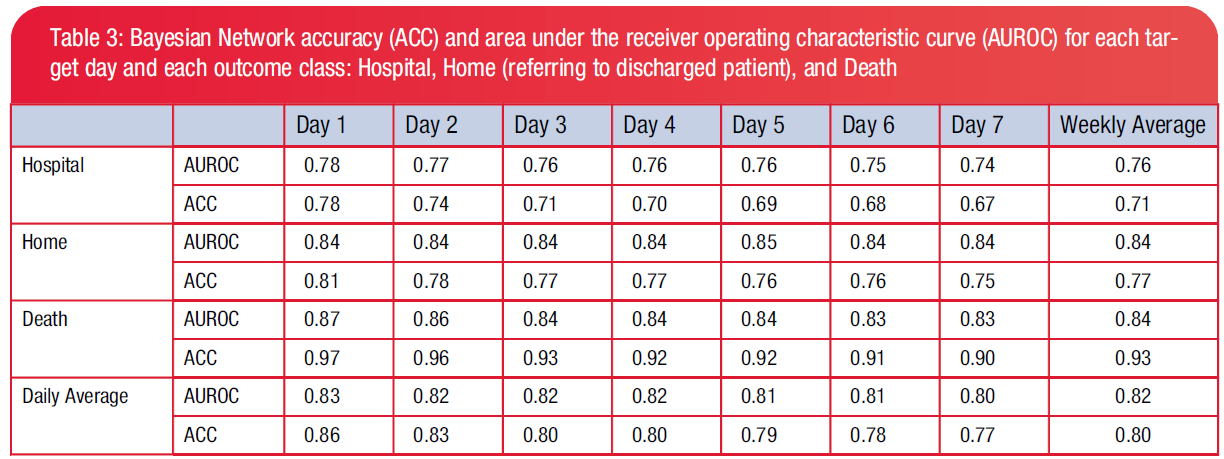 Table 3: Bayesian Network accuracy (ACC) and area under the receiver operating characteristic curve (AUROC) for each tar-
get day and each outcome class: Hospital, Home (referring to discharged patient), and Death
Day 1 Day 2 Day 3 Day 4 Day 5 Day 6 Day 7 Weekly Average
Hospital AUROC 0.78 0.77 0.76 0.76 0.76 0.75 0.74 0.76
ACC 0.78 0.74 0.71 0.70 0.69 0.68 0.67 0.71
Home AUROC 0.84 0.84 0.84 0.84 0.85 0.84 0.84 0.84
ACC 0.81 0.78 0.77 0.77 0.76 0.76 0.75 0.77
Death AUROC 0.87 0.86 0.84 0.84 0.84 0.83 0.83 0.84
ACC 0.97 0.96 0.93 0.92 0.92 0.91 0.90 0.93
Daily Average AUROC 0.83 0.82 0.82 0.82 0.81 0.81 0.80 0.82
ACC 0.86 0.83 0.80 0.80 0.79 0.78 0.77 0.80